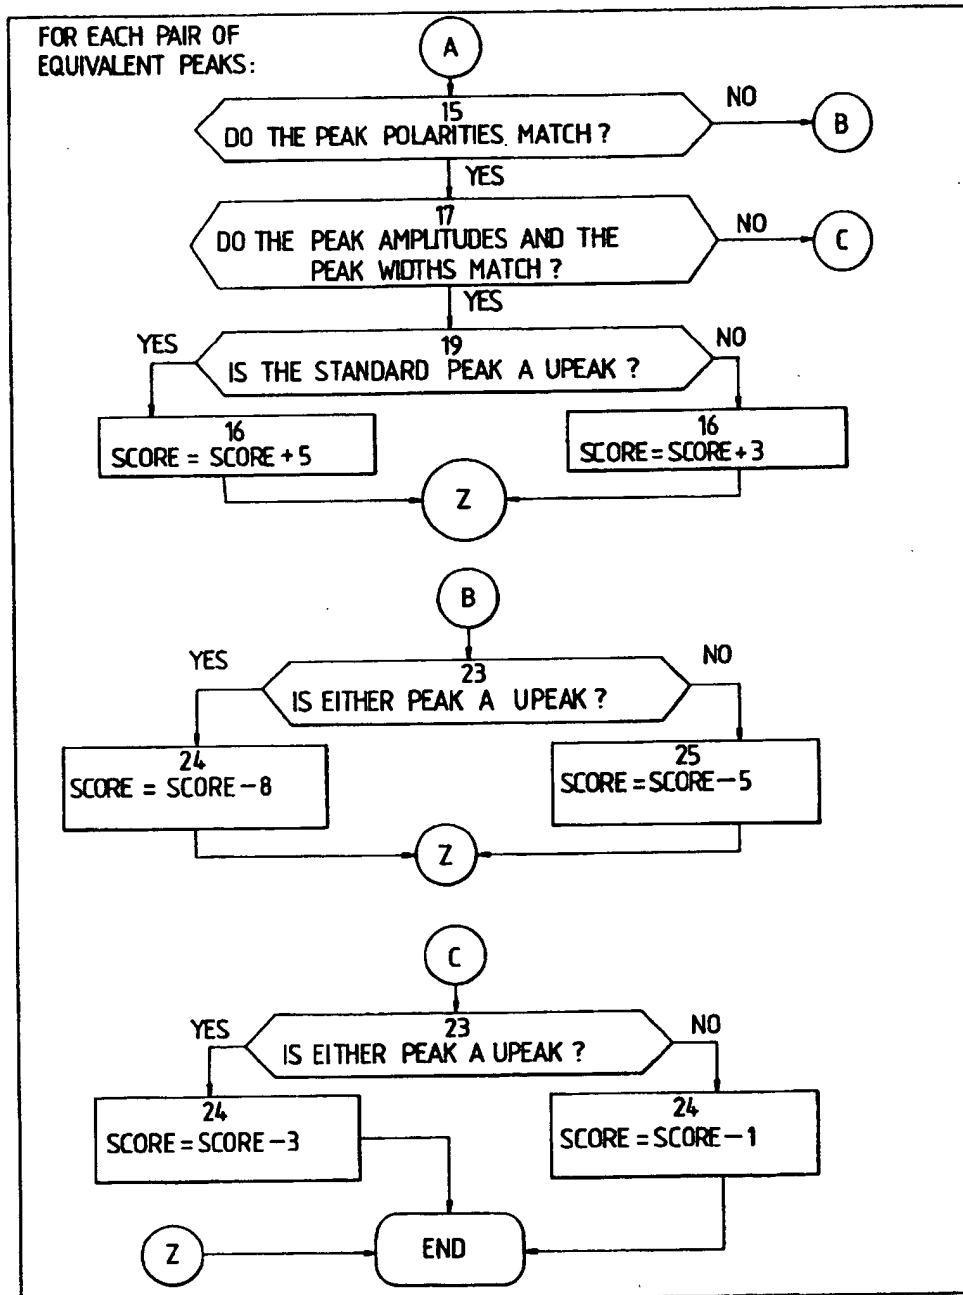 FOR EACH PAIR OF
EQUIVALENT PEAKS:
A
15
DO THE PEAK POLARITIES MATCH?
NO
B
YES
17
DO THE PEAK AMPLITUDES AND THE
PEAK WIDTHS MATCH?
NO
C
YES
19
IS THE STANDARD PEAK A UPEAK?
YES
NO
16
SCORE = SCORE + 5
16
SCORE = SCORE + 3
Z
B
23
IS EITHER PEAK A UPEAK?
YES
NO
24
SCORE = SCORE - 8
25
SCORE = SCORE - 5
Z
C
23
IS EITHER PEAK A UPEAK?
YES
NO
24
SCORE = SCORE - 3
24
SCORE = SCORE - 1
Z
END